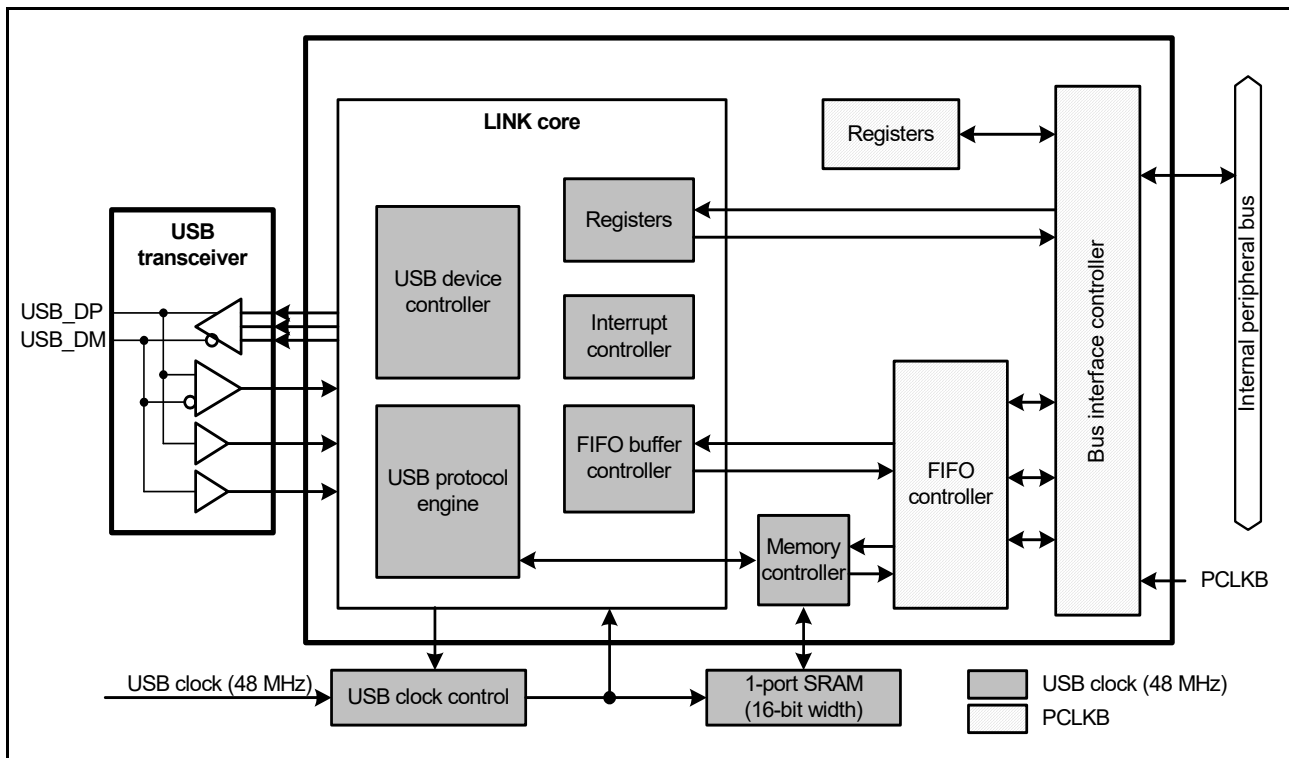 LINK core
Registers
USB
transceiver
Registers
USB device
controller
USB_DP
USB_DM
Interrupt
controller
Bus interface controller
Internal peripheral bus
USB protocol
engine
FIFO buffer
controller
FIFO
controller
Memory
controller
PCLKB
USB clock (48 MHz)
USB clock control
1-port SRAM
(16-bit width)
USB clock (48 MHz)
PCLKB